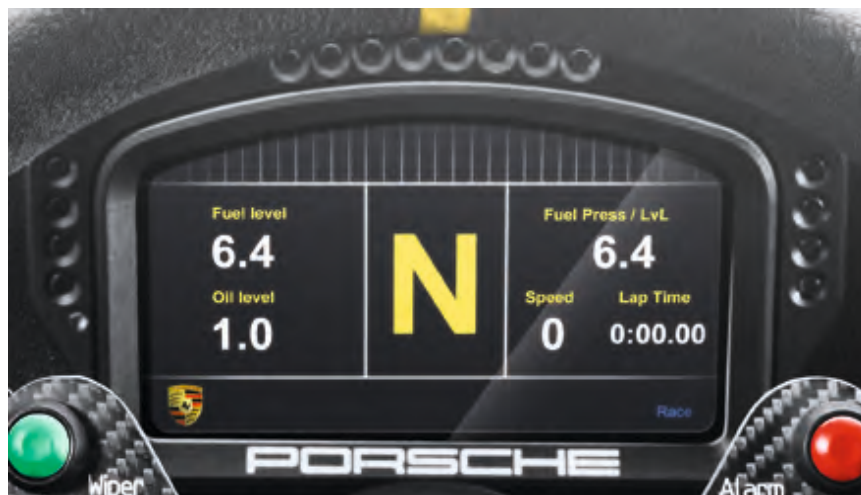 Fuel level
6.4
Oil level
1.0
N
Fuel Press / LvL
6.4
Speed
0
Lap Time
0:00.00
Race
PORSCHE
Wiper
Alarm